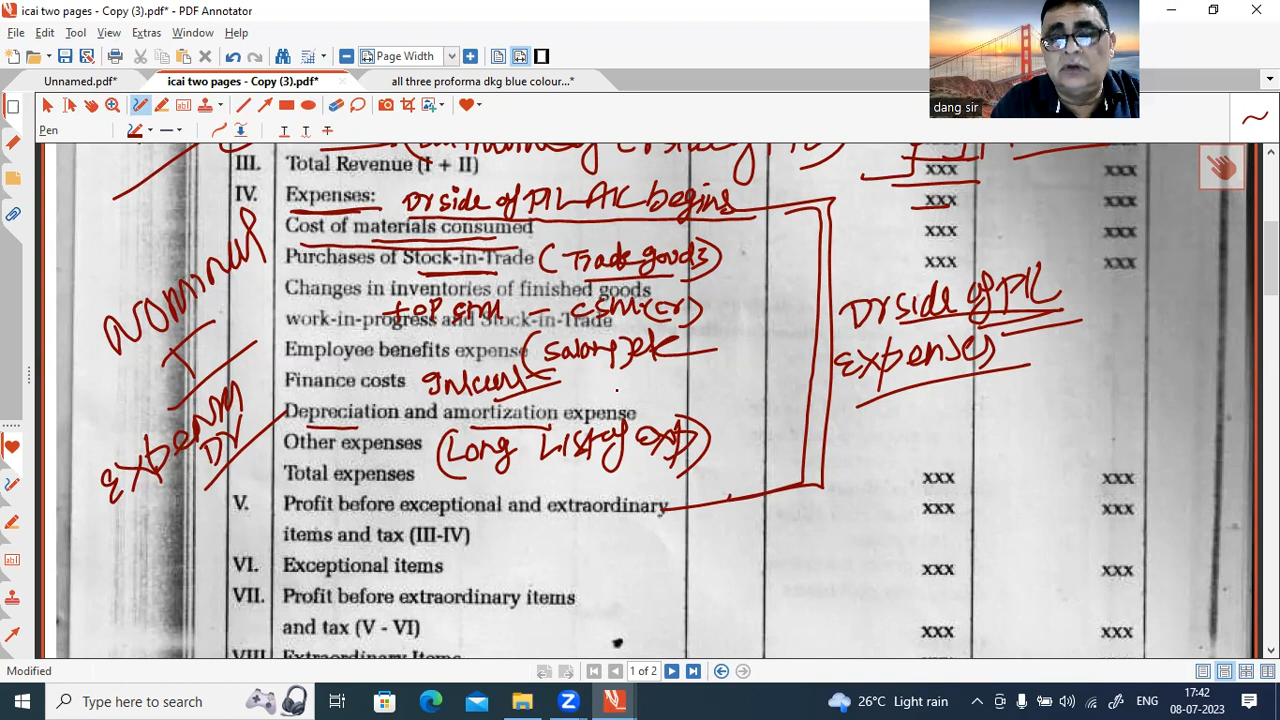 icai two pages - Copy (3).pdf* - PDF Annotator
File Edit Tool View Extras Window Help
Page Width
Unnamed.pdf* icai two pages - Copy (3).pdf* all three proforma dkg blue colour...*
dang sir
Pen
III. Total Revenue (I + II) xxx xxx
IV. Expenses: Dr side of PL AC begins xxx xxx
Cost of materials consumed xxx xxx
Purchases of Stock-in-Trade (Trade goods) xxx xxx
Changes in inventories of finished goods
work-in-progress and Stock-in-Trade
Employee benefits expense (Salary etc
Finance costs
Depreciation and amortization expense
Other expenses (Long List of exp)
Total expenses xxx xxx
Nominal
Expenses
Dr
Dr side of PL
Expenses
V. Profit before exceptional and extraordinary xxx xxx
items and tax (III-IV)
VI. Exceptional items xxx xxx
VII. Profit before extraordinary items
and tax (V - VI) xxx xxx
VIII Extraordinary Items
Modified 1 of 2
Type here to search 26°C Light rain ENG 17:42
08-07-2023